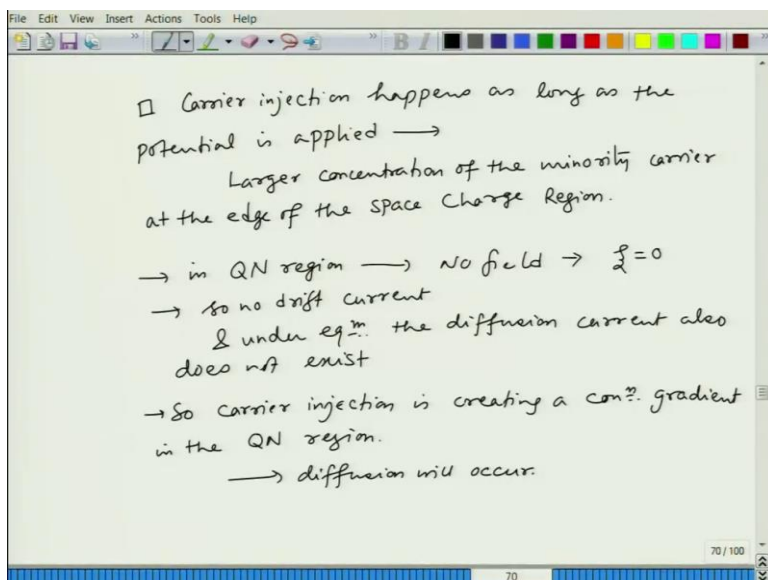 File Edit View Insert Actions Tools Help
B I
□ Carrier injection happens as long as the
potential is applied →
Larger concentration of the minority carrier
at the edge of the Space Charge Region.
→ in QN region → No field → ξ=0
→ so no drift current
& under eqm. the diffusion current also
does not exist
→ So carrier injection is creating a conn. gradient
in the QN region.
→ diffusion will occur.
70 / 100
70